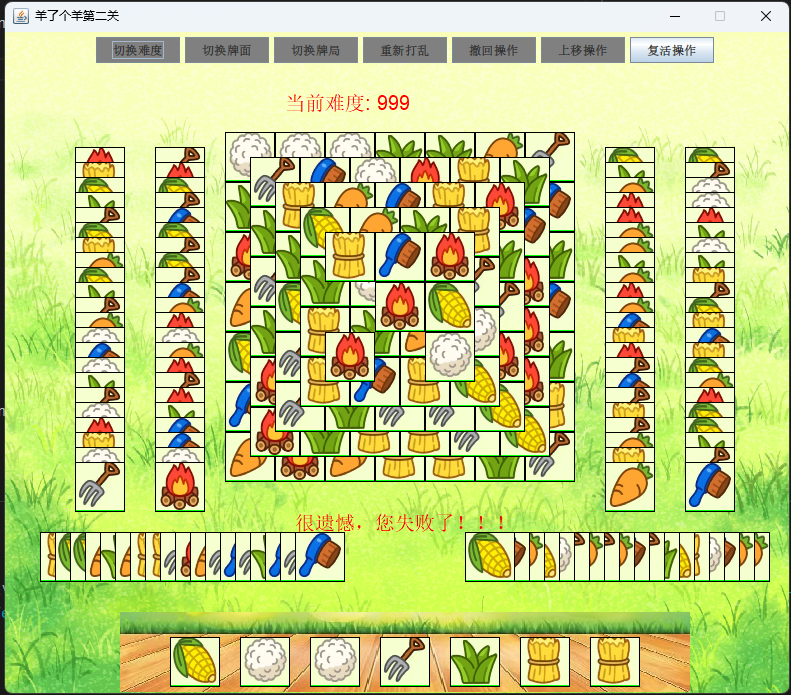 羊了个羊第二关
切换难度 切换牌面 切换牌局 重新打乱 撤回操作 上移操作 复活操作
当前难度: 999
很遗憾，您失败了！！！